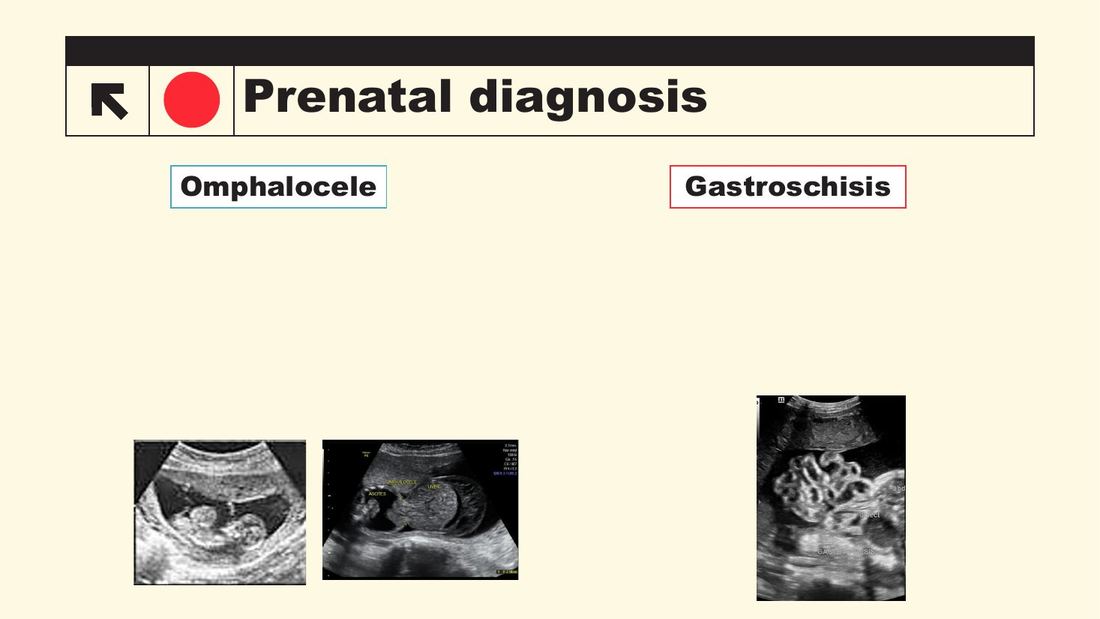 Prenatal diagnosis
Omphalocele
Gastroschisis
OMPHALOCELE
LIVER
ASCITES